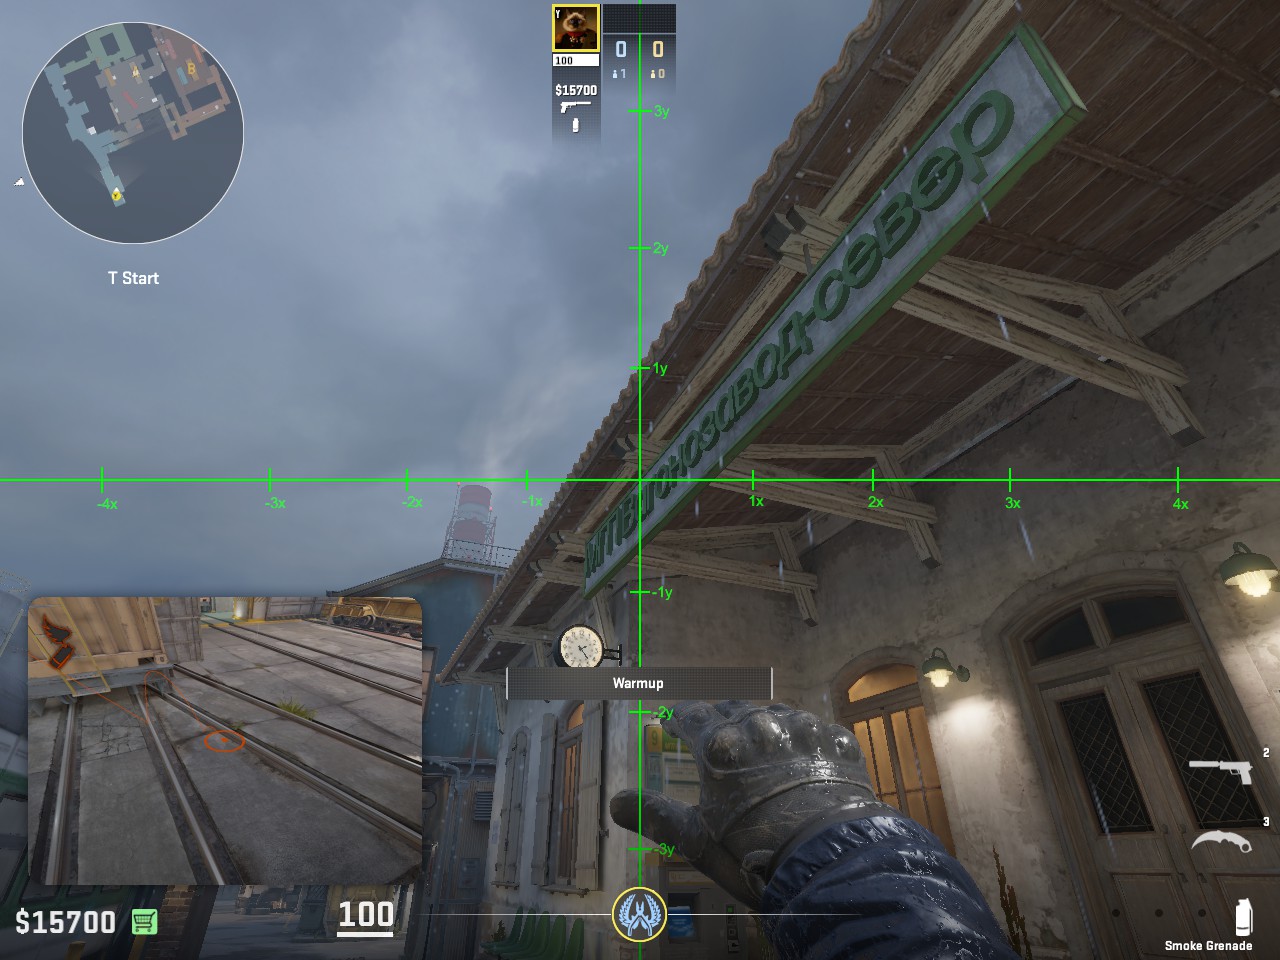 Y
100
$15700
0 0
1 0
A
B
T Start
3y
2y
1y
-4x -3x -2x -1x 1x 2x 3x 4x
-1y
-2y
-3y
Warmup
2
3
$15700
100
Smoke Grenade